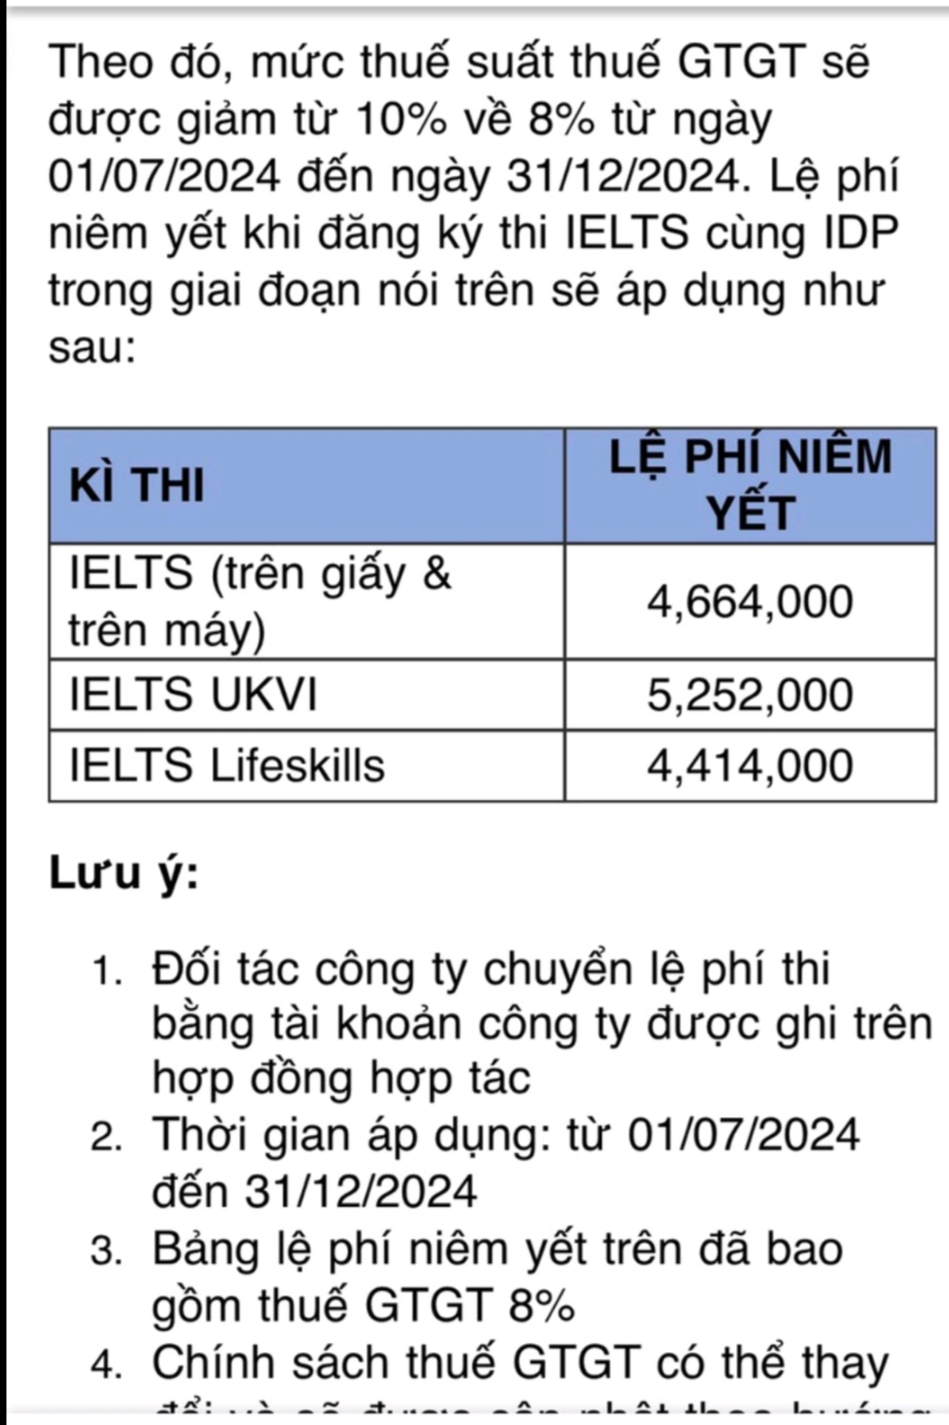 Theo đó, mức thuế suất thuế GTGT sẽ
được giảm từ 10% về 8% từ ngày
01/07/2024 đến ngày 31/12/2024. Lệ phí
niêm yết khi đăng ký thi IELTS cùng IDP
trong giai đoạn nói trên sẽ áp dụng như
sau:
KÌ THI
LỆ PHÍ NIÊM
YẾT
IELTS (trên giấy &
trên máy)
4,664,000
IELTS UKVI
5,252,000
IELTS Lifeskills
4,414,000
Lưu ý:
1. Đối tác công ty chuyển lệ phí thi
bằng tài khoản công ty được ghi trên
hợp đồng hợp tác
2. Thời gian áp dụng: từ 01/07/2024
đến 31/12/2024
3. Bảng lệ phí niêm yết trên đã bao
gồm thuế GTGT 8%
4. Chính sách thuế GTGT có thể thay